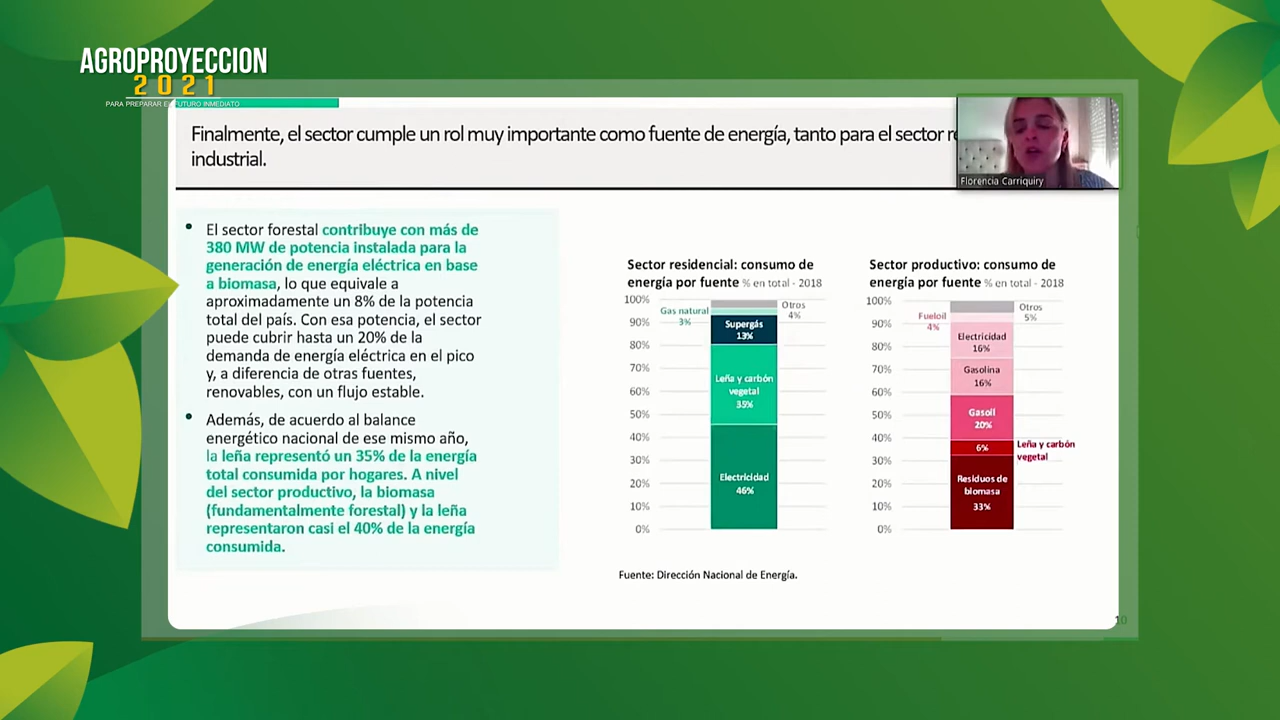 AGROPROYECCION
2021
PARA PREPARAR EL FUTURO INMEDIATO
Finalmente, el sector cumple un rol muy importante como fuente de energía, tanto para el sector
industrial.
Florencia Carriquiry
• El sector forestal contribuye con más de
380 MW de potencia instalada para la
generación de energía eléctrica en base
a biomasa, lo que equivale a
aproximadamente un 8% de la potencia
total del país. Con esa potencia, el sector
puede cubrir hasta un 20% de la
demanda de energía eléctrica en el pico
y, a diferencia de otras fuentes,
renovables, con un flujo estable.
• Además, de acuerdo al balance
energético nacional de ese mismo año,
la leña representó un 35% de la energía
total consumida por hogares. A nivel
del sector productivo, la biomasa
(fundamentalmente forestal) y la leña
representaron casi el 40% de la energía
consumida.
Sector residencial: consumo de
energía por fuente % en total - 2018
100%
90%
80%
70%
60%
50%
40%
30%
20%
10%
0%
Gas natural
3%
Otros
4%
Supergás
13%
Leña y carbón
vegetal
35%
Electricidad
46%
Sector productivo: consumo de
energía por fuente % en total - 2018
100%
90%
80%
70%
60%
50%
40%
30%
20%
10%
0%
Fueloil
4%
Otros
5%
Electricidad
16%
Gasolina
16%
Gasoil
20%
6%
Leña y carbón
vegetal
Residuos de
biomasa
33%
Fuente: Dirección Nacional de Energía.
10